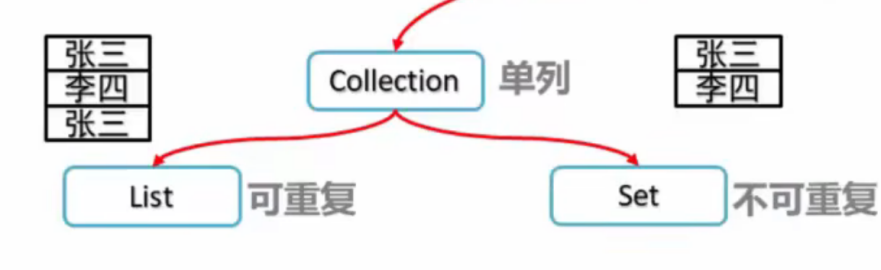 张三
李四
张三
Collection
单列
张三
李四
List
可重复
Set
不可重复